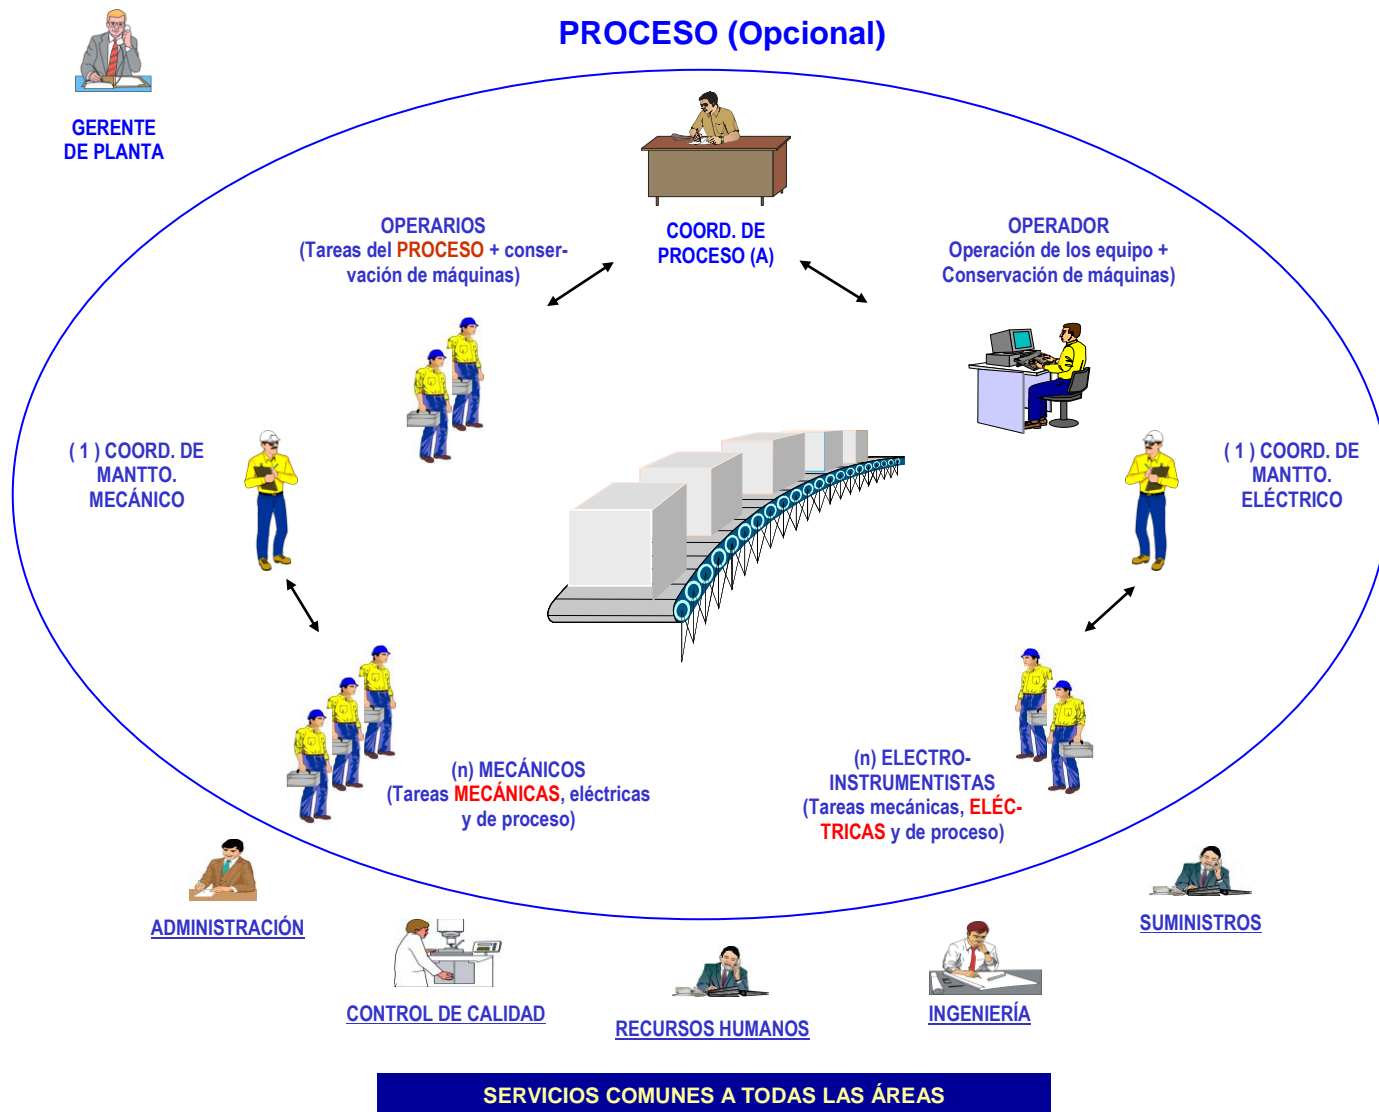 PROCESO (Opcional)
GERENTE
DE PLANTA
OPERARIOS
(Tareas del PROCESO + conser-
vación de máquinas)
COORD. DE
PROCESO (A)
OPERADOR
Operación de los equipo +
Conservación de máquinas)
( 1 ) COORD. DE
MANTTO.
MECÁNICO
( 1 ) COORD. DE
MANTTO.
ELÉCTRICO
(n) MECÁNICOS
(Tareas MECÁNICAS, eléctricas
y de proceso)
(n) ELECTRO-
INSTRUMENTISTAS
(Tareas mecánicas, ELÉC-
TRICAS y de proceso)
ADMINISTRACIÓN
CONTROL DE CALIDAD
RECURSOS HUMANOS
INGENIERÍA
SUMINISTROS
SERVICIOS COMUNES A TODAS LAS ÁREAS